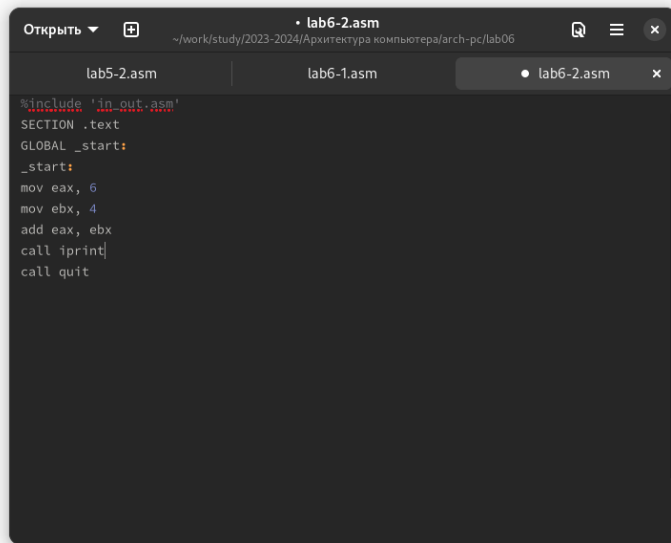 Открыть
• lab6-2.asm
~/work/study/2023-2024/Архитектура компьютера/arch-pc/lab06
lab5-2.asm
lab6-1.asm
• lab6-2.asm
%include 'in_out.asm'
SECTION .text
GLOBAL _start:
_start:
mov eax, 6
mov ebx, 4
add eax, ebx
call iprint
call quit